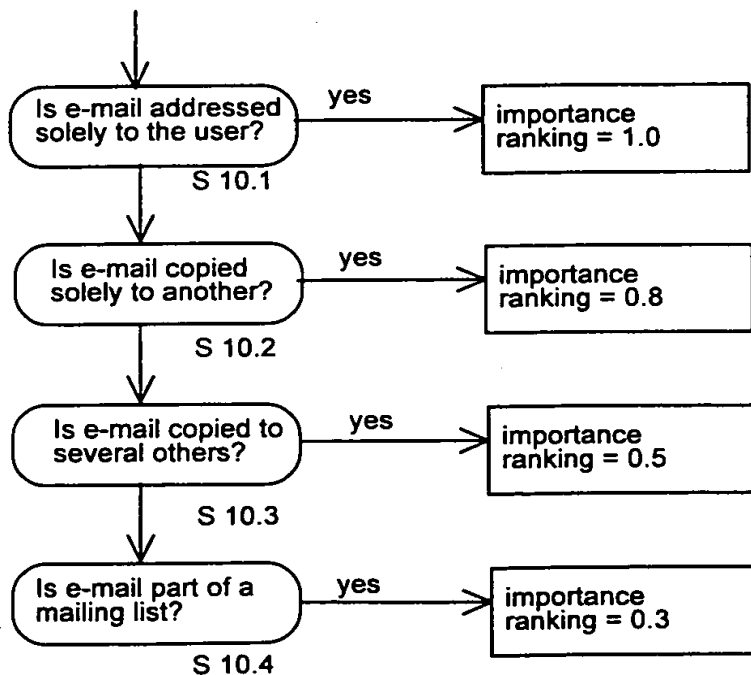 Is e-mail addressed
solely to the user?
yes
importance
ranking = 1.0
S 10.1
Is e-mail copied
solely to another?
yes
importance
ranking = 0.8
S 10.2
Is e-mail copied to
several others?
yes
importance
ranking = 0.5
S 10.3
Is e-mail part of a
mailing list?
yes
importance
ranking = 0.3
S 10.4